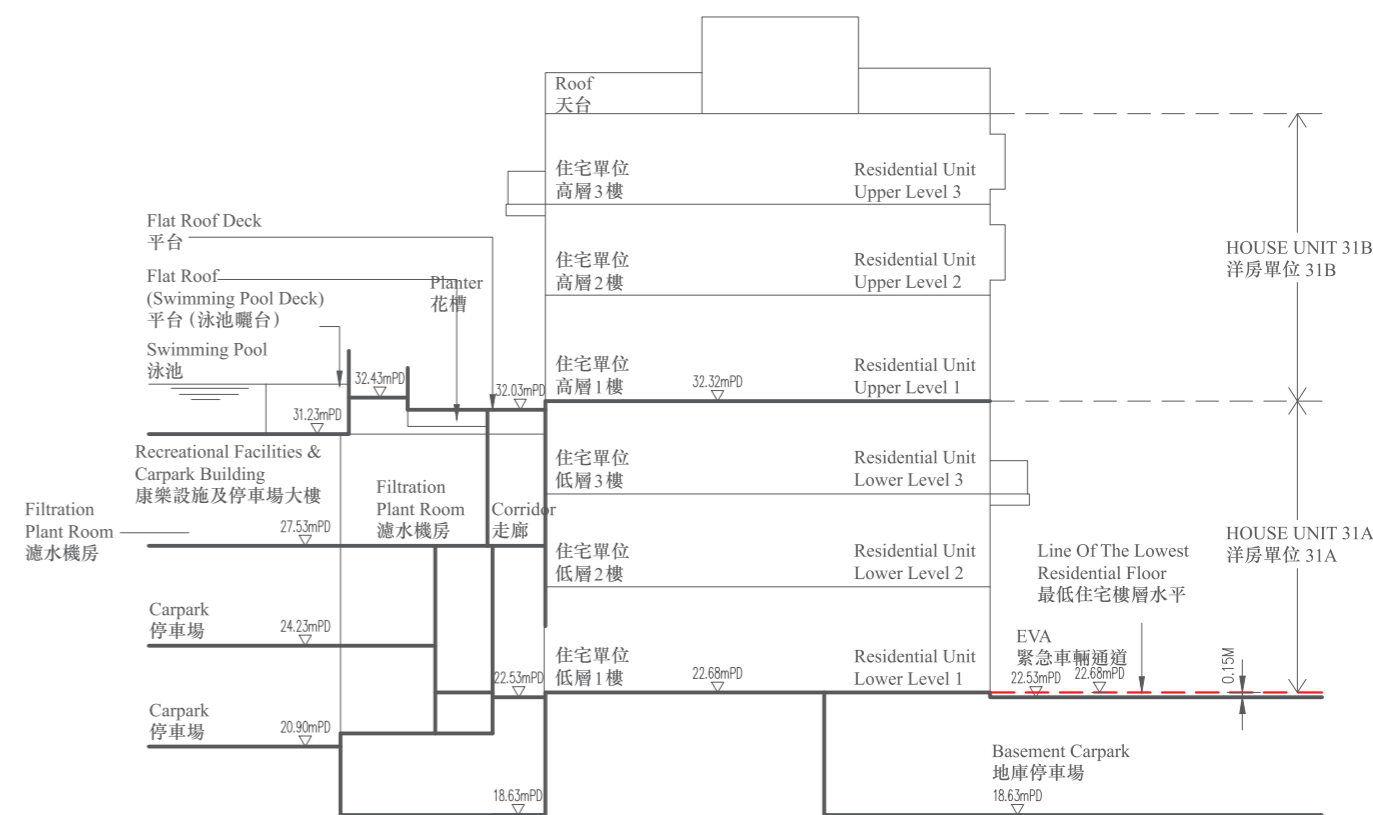 Roof
天台
住宅單位
高層3樓
Residential Unit
Upper Level 3
Flat Roof Deck
平台
Flat Roof
(Swimming Pool Deck)
平台(泳池曬台)
Planter
花槽
住宅單位
高層2樓
Residential Unit
Upper Level 2
HOUSE UNIT 31B
洋房單位 31B
Swimming Pool
泳池
32.43mPD
32.03mPD
31.23mPD
住宅單位
高層1樓
32.32mPD
Residential Unit
Upper Level 1
Recreational Facilities &
Carpark Building
康樂設施及停車場大樓
Filtration
Plant Room
濾水機房
27.53mPD
Filtration
Plant Room
濾水機房
Corridor
走廊
住宅單位
低層3樓
Residential Unit
Lower Level 3
住宅單位
低層2樓
Residential Unit
Lower Level 2
Line Of The Lowest
Residential Floor
最低住宅樓層水平
HOUSE UNIT 31A
洋房單位 31A
Carpark
停車場
24.23mPD
22.53mPD
住宅單位
低層1樓
22.68mPD
Residential Unit
Lower Level 1
EVA
緊急車輛通道
22.53mPD
22.68mPD
0.15M
Carpark
停車場
20.90mPD
18.63mPD
Basement Carpark
地庫停車場
18.63mPD